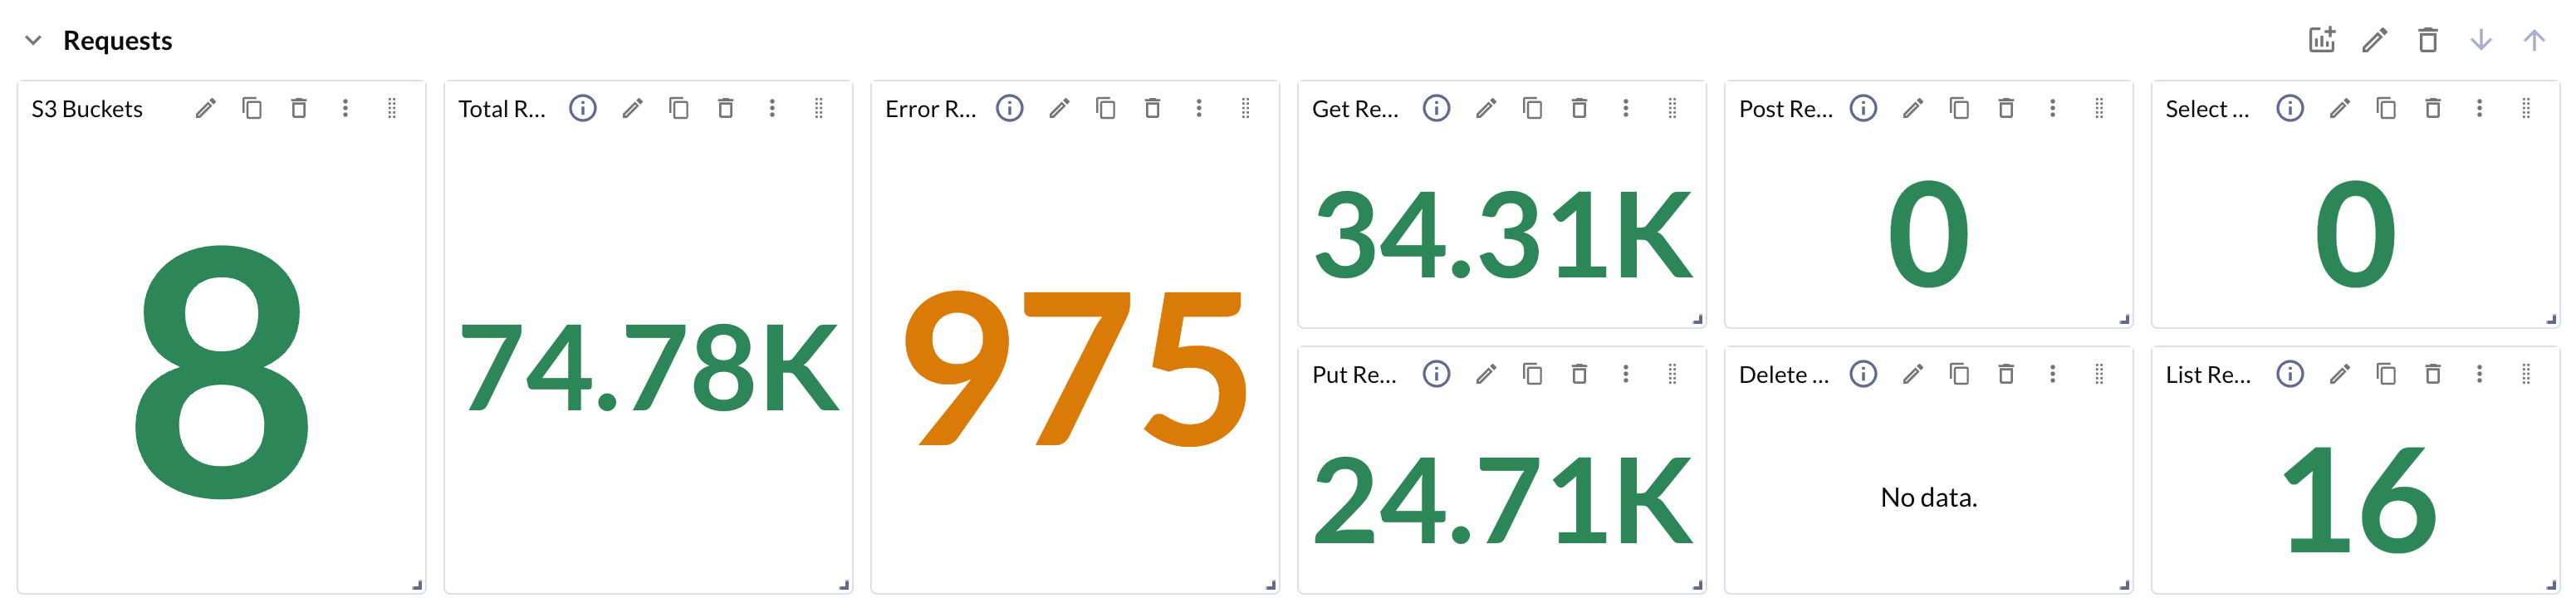 Requests
S3 Buckets
8
Total R...
74.78K
Error R...
975
Get Re...
34.31K
Post Re...
0
Select ...
0
Put Re...
24.71K
Delete ...
No data.
List Re...
16